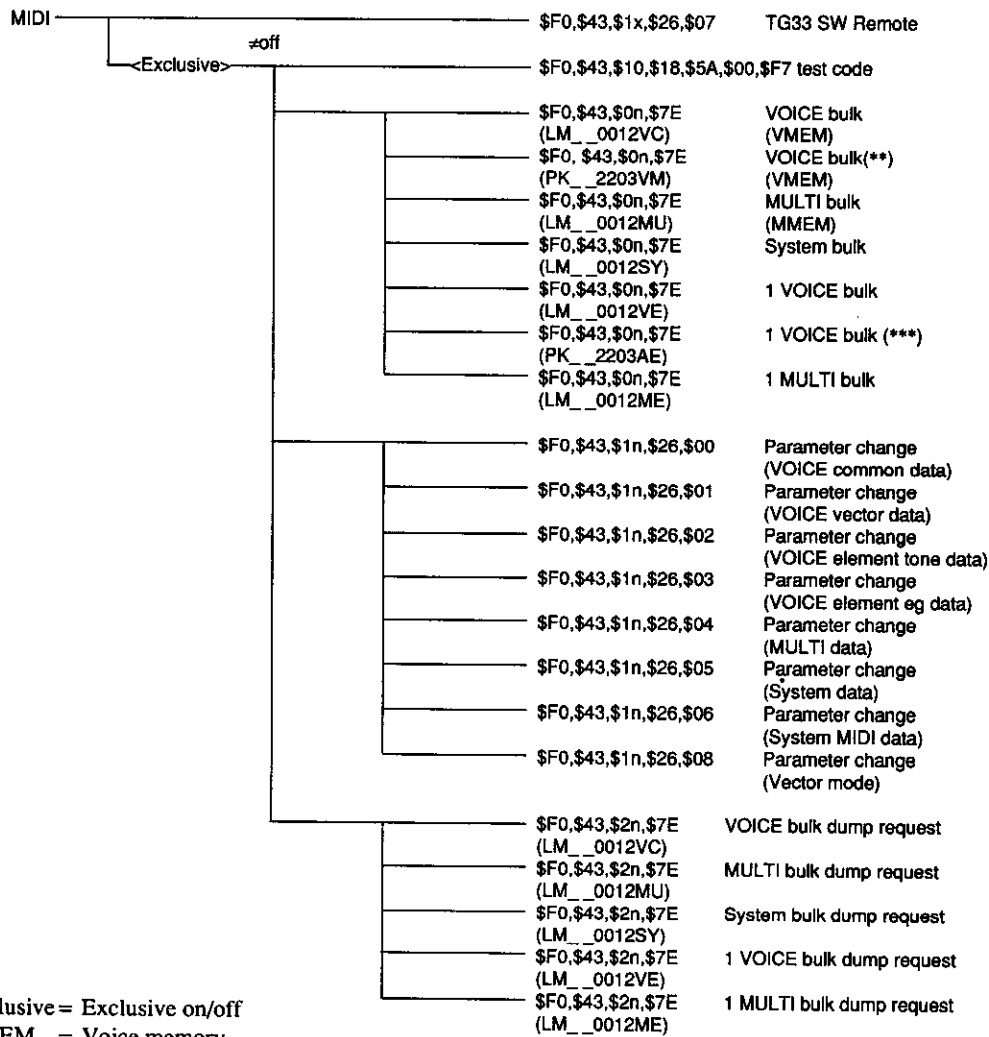 MIDI $F0,$43,$1x,$26,$07 TG33 SW Remote
≠off
<Exclusive> $F0,$43,$10,$18,$5A,$00,$F7 test code
$F0,$43,$0n,$7E VOICE bulk
(LM_ _0012VC) (VMEM)
$F0, $43,$0n,$7E VOICE bulk(**)
(PK_ _2203VM) (VMEM)
$F0,$43,$0n,$7E MULTI bulk
(LM_ _0012MU) (MMEM)
$F0,$43,$0n,$7E System bulk
(LM_ _0012SY)
$F0,$43,$0n,$7E 1 VOICE bulk
(LM_ _0012VE)
$F0,$43,$0n,$7E 1 VOICE bulk (***)
(PK_ _2203AE)
$F0,$43,$0n,$7E 1 MULTI bulk
(LM_ _0012ME)
$F0,$43,$1n,$26,$00 Parameter change
(VOICE common data)
$F0,$43,$1n,$26,$01 Parameter change
(VOICE vector data)
$F0,$43,$1n,$26,$02 Parameter change
(VOICE element tone data)
$F0,$43,$1n,$26,$03 Parameter change
(VOICE element eg data)
$F0,$43,$1n,$26,$04 Parameter change
(MULTI data)
$F0,$43,$1n,$26,$05 Parameter change
(System data)
$F0,$43,$1n,$26,$06 Parameter change
(System MIDI data)
$F0,$43,$1n,$26,$08 Parameter change
(Vector mode)
$F0,$43,$2n,$7E VOICE bulk dump request
(LM_ _0012VC)
$F0,$43,$2n,$7E MULTI bulk dump request
(LM_ _0012MU)
$F0,$43,$2n,$7E System bulk dump request
(LM_ _0012SY)
$F0,$43,$2n,$7E 1 VOICE bulk dump request
(LM_ _0012VE)
$F0,$43,$2n,$7E 1 MULTI bulk dump request
(LM_ _0012ME)
lusive = Exclusive on/off
EM = Voice memory